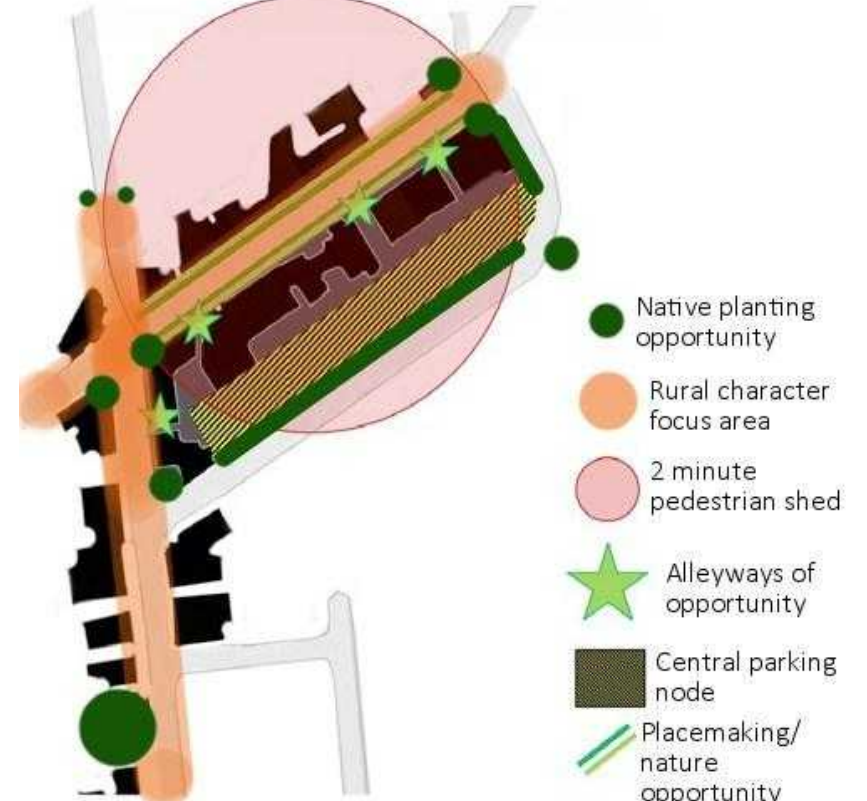 Native planting
opportunity
Rural character
focus area
2 minute
pedestrian shed
Alleyways of
opportunity
Central parking
node
Placemaking/
nature
opportunity